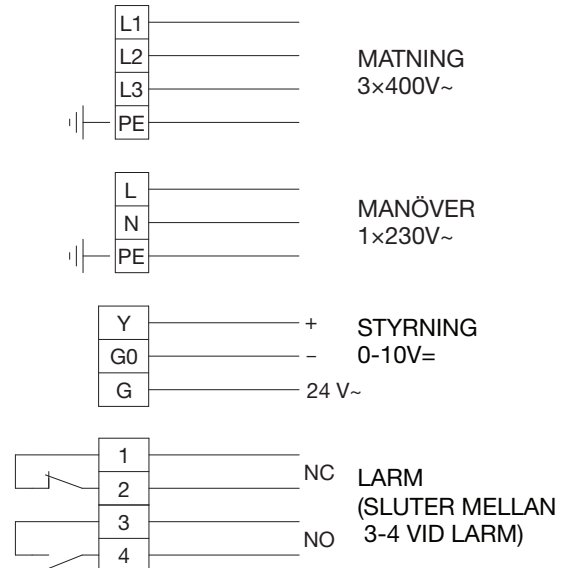 L1
L2
L3
PE
MATNING
3×400V~
L
N
PE
MANÖVER
1×230V~
Y
G0
G
+
–
24 V~
STYRNING
0-10V=
1
2
3
4
NC
NO
LARM
(SLUTER MELLAN
3-4 VID LARM)